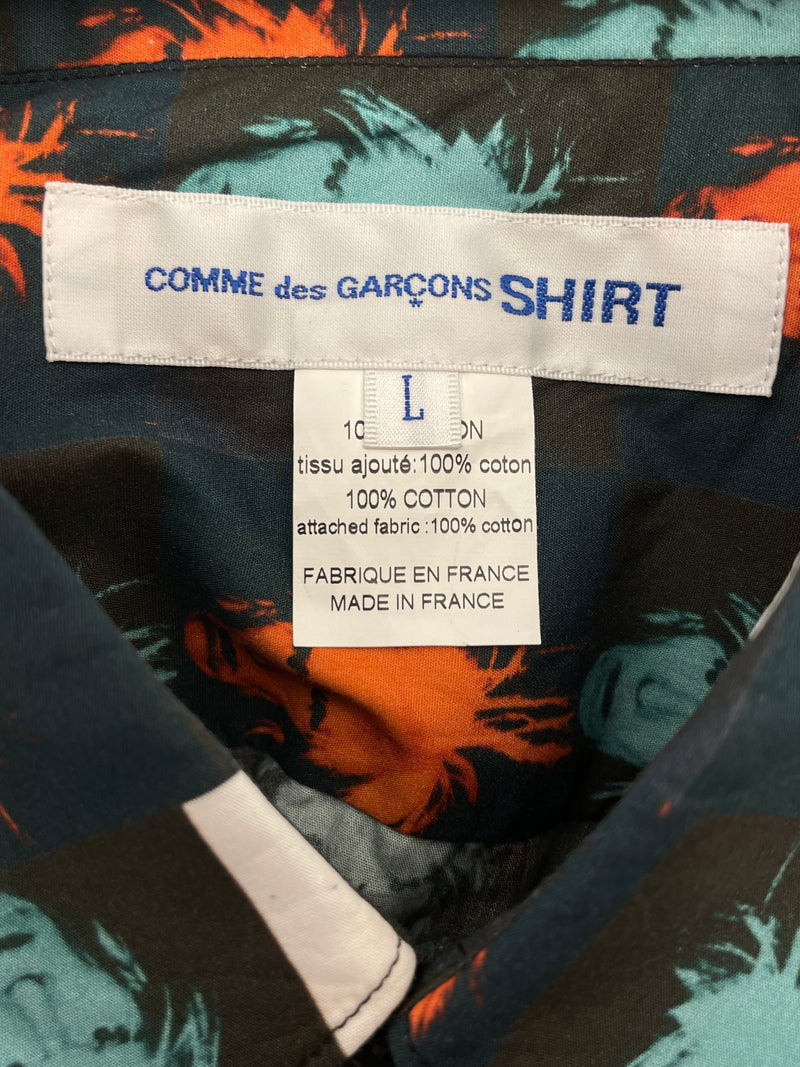 COMME des GARÇONS SHIRT
*
L
tissu ajouté:100% coton
100% COTTON
attached fabric :100% cotton
FABRIQUE EN FRANCE
MADE IN FRANCE